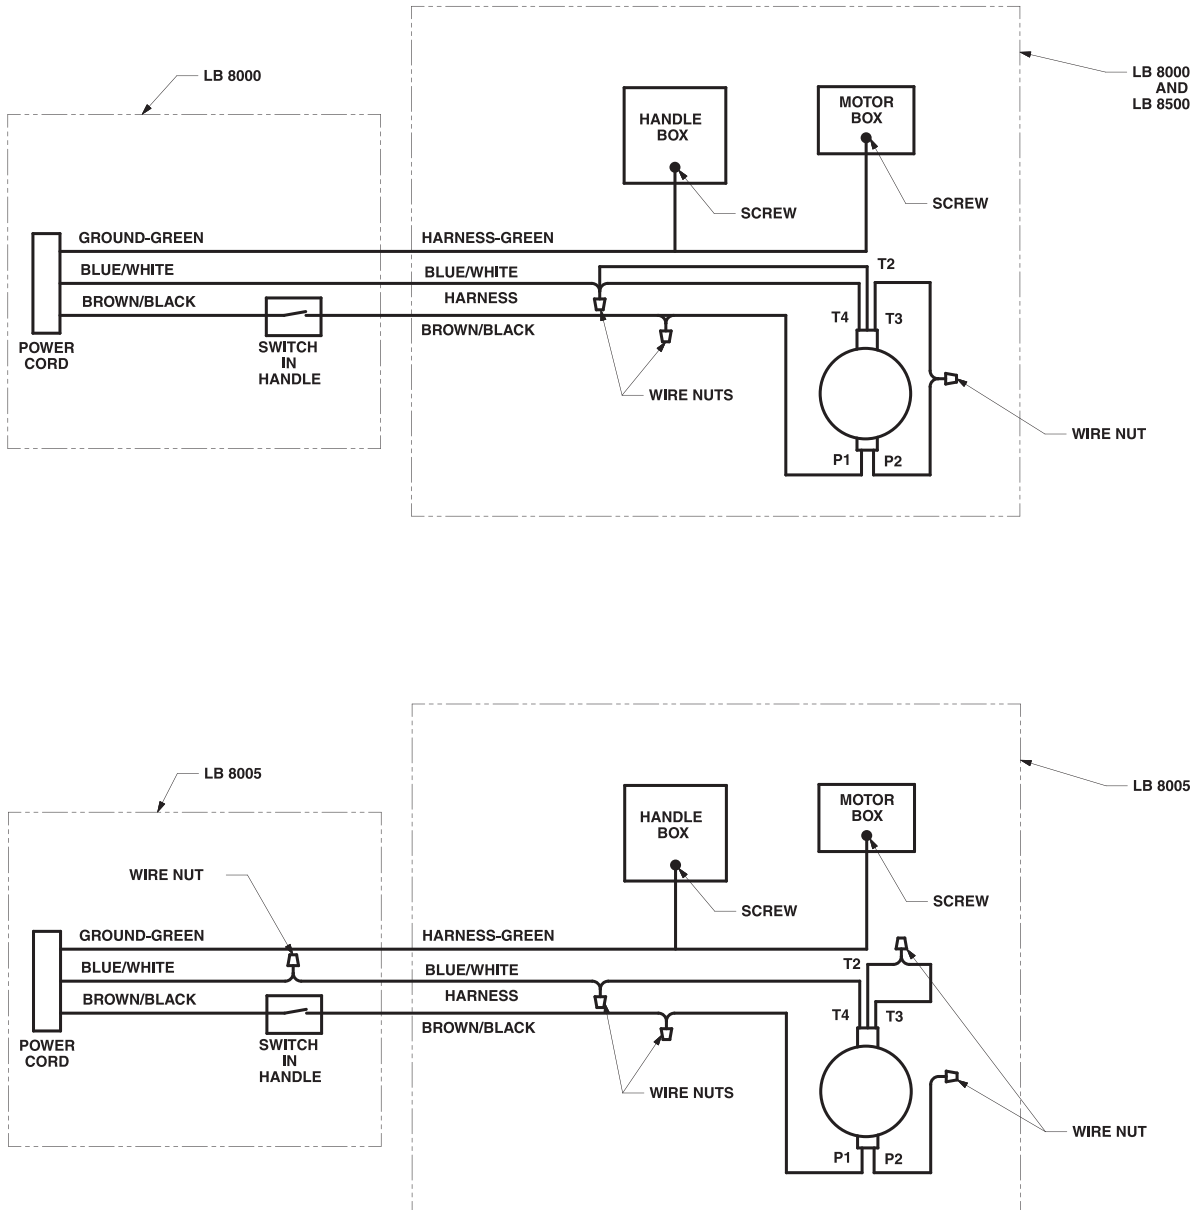 LB 8000
LB 8000
AND
LB 8500
HANDLE
BOX
MOTOR
BOX
SCREW
SCREW
GROUND-GREEN
HARNESS-GREEN
BLUE/WHITE
BLUE/WHITE
T2
BROWN/BLACK
HARNESS
T4
T3
BROWN/BLACK
POWER
CORD
SWITCH
IN
HANDLE
WIRE NUTS
WIRE NUT
P1
P2
LB 8005
LB 8005
HANDLE
BOX
MOTOR
BOX
WIRE NUT
SCREW
SCREW
GROUND-GREEN
HARNESS-GREEN
BLUE/WHITE
BLUE/WHITE
T2
BROWN/BLACK
HARNESS
T4
T3
BROWN/BLACK
POWER
CORD
SWITCH
IN
HANDLE
WIRE NUTS
WIRE NUT
P1
P2